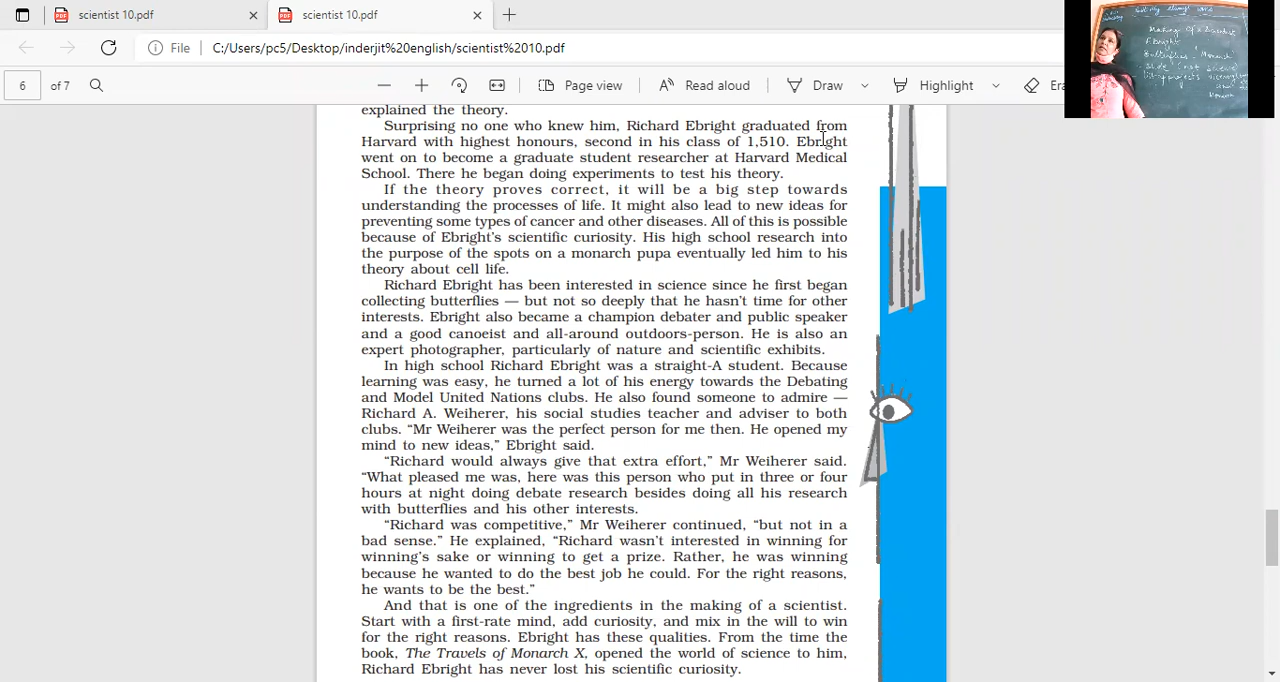 scientist 10.pdf
scientist 10.pdf
File C:/Users/pc5/Desktop/inderjit%20english/scientist%2010.pdf
6 of 7
Page view
Read aloud
Draw
Highlight
Era
Making of a Scientist
Ebright
Butterflies
explained the theory.
Surprising no one who knew him, Richard Ebright graduated from
Harvard with highest honours, second in his class of 1,510. Ebright
went on to become a graduate student researcher at Harvard Medical
School. There he began doing experiments to test his theory.
If the theory proves correct, it will be a big step towards
understanding the processes of life. It might also lead to new ideas for
preventing some types of cancer and other diseases. All of this is possible
because of Ebright's scientific curiosity. His high school research into
the purpose of the spots on a monarch pupa eventually led him to his
theory about cell life.
Richard Ebright has been interested in science since he first began
collecting butterflies — but not so deeply that he hasn't time for other
interests. Ebright also became a champion debater and public speaker
and a good canoeist and all-around outdoors-person. He is also an
expert photographer, particularly of nature and scientific exhibits.
In high school Richard Ebright was a straight-A student. Because
learning was easy, he turned a lot of his energy towards the Debating
and Model United Nations clubs. He also found someone to admire —
Richard A. Weiherer, his social studies teacher and adviser to both
clubs. “Mr Weiherer was the perfect person for me then. He opened my
mind to new ideas,” Ebright said.
“Richard would always give that extra effort,” Mr Weiherer said.
“What pleased me was, here was this person who put in three or four
hours at night doing debate research besides doing all his research
with butterflies and his other interests.
“Richard was competitive,” Mr Weiherer continued, “but not in a
bad sense.” He explained, “Richard wasn't interested in winning for
winning's sake or winning to get a prize. Rather, he was winning
because he wanted to do the best job he could. For the right reasons,
he wants to be the best.”
And that is one of the ingredients in the making of a scientist.
Start with a first-rate mind, add curiosity, and mix in the will to win
for the right reasons. Ebright has these qualities. From the time the
book, The Travels of Monarch X, opened the world of science to him,
Richard Ebright has never lost his scientific curiosity.